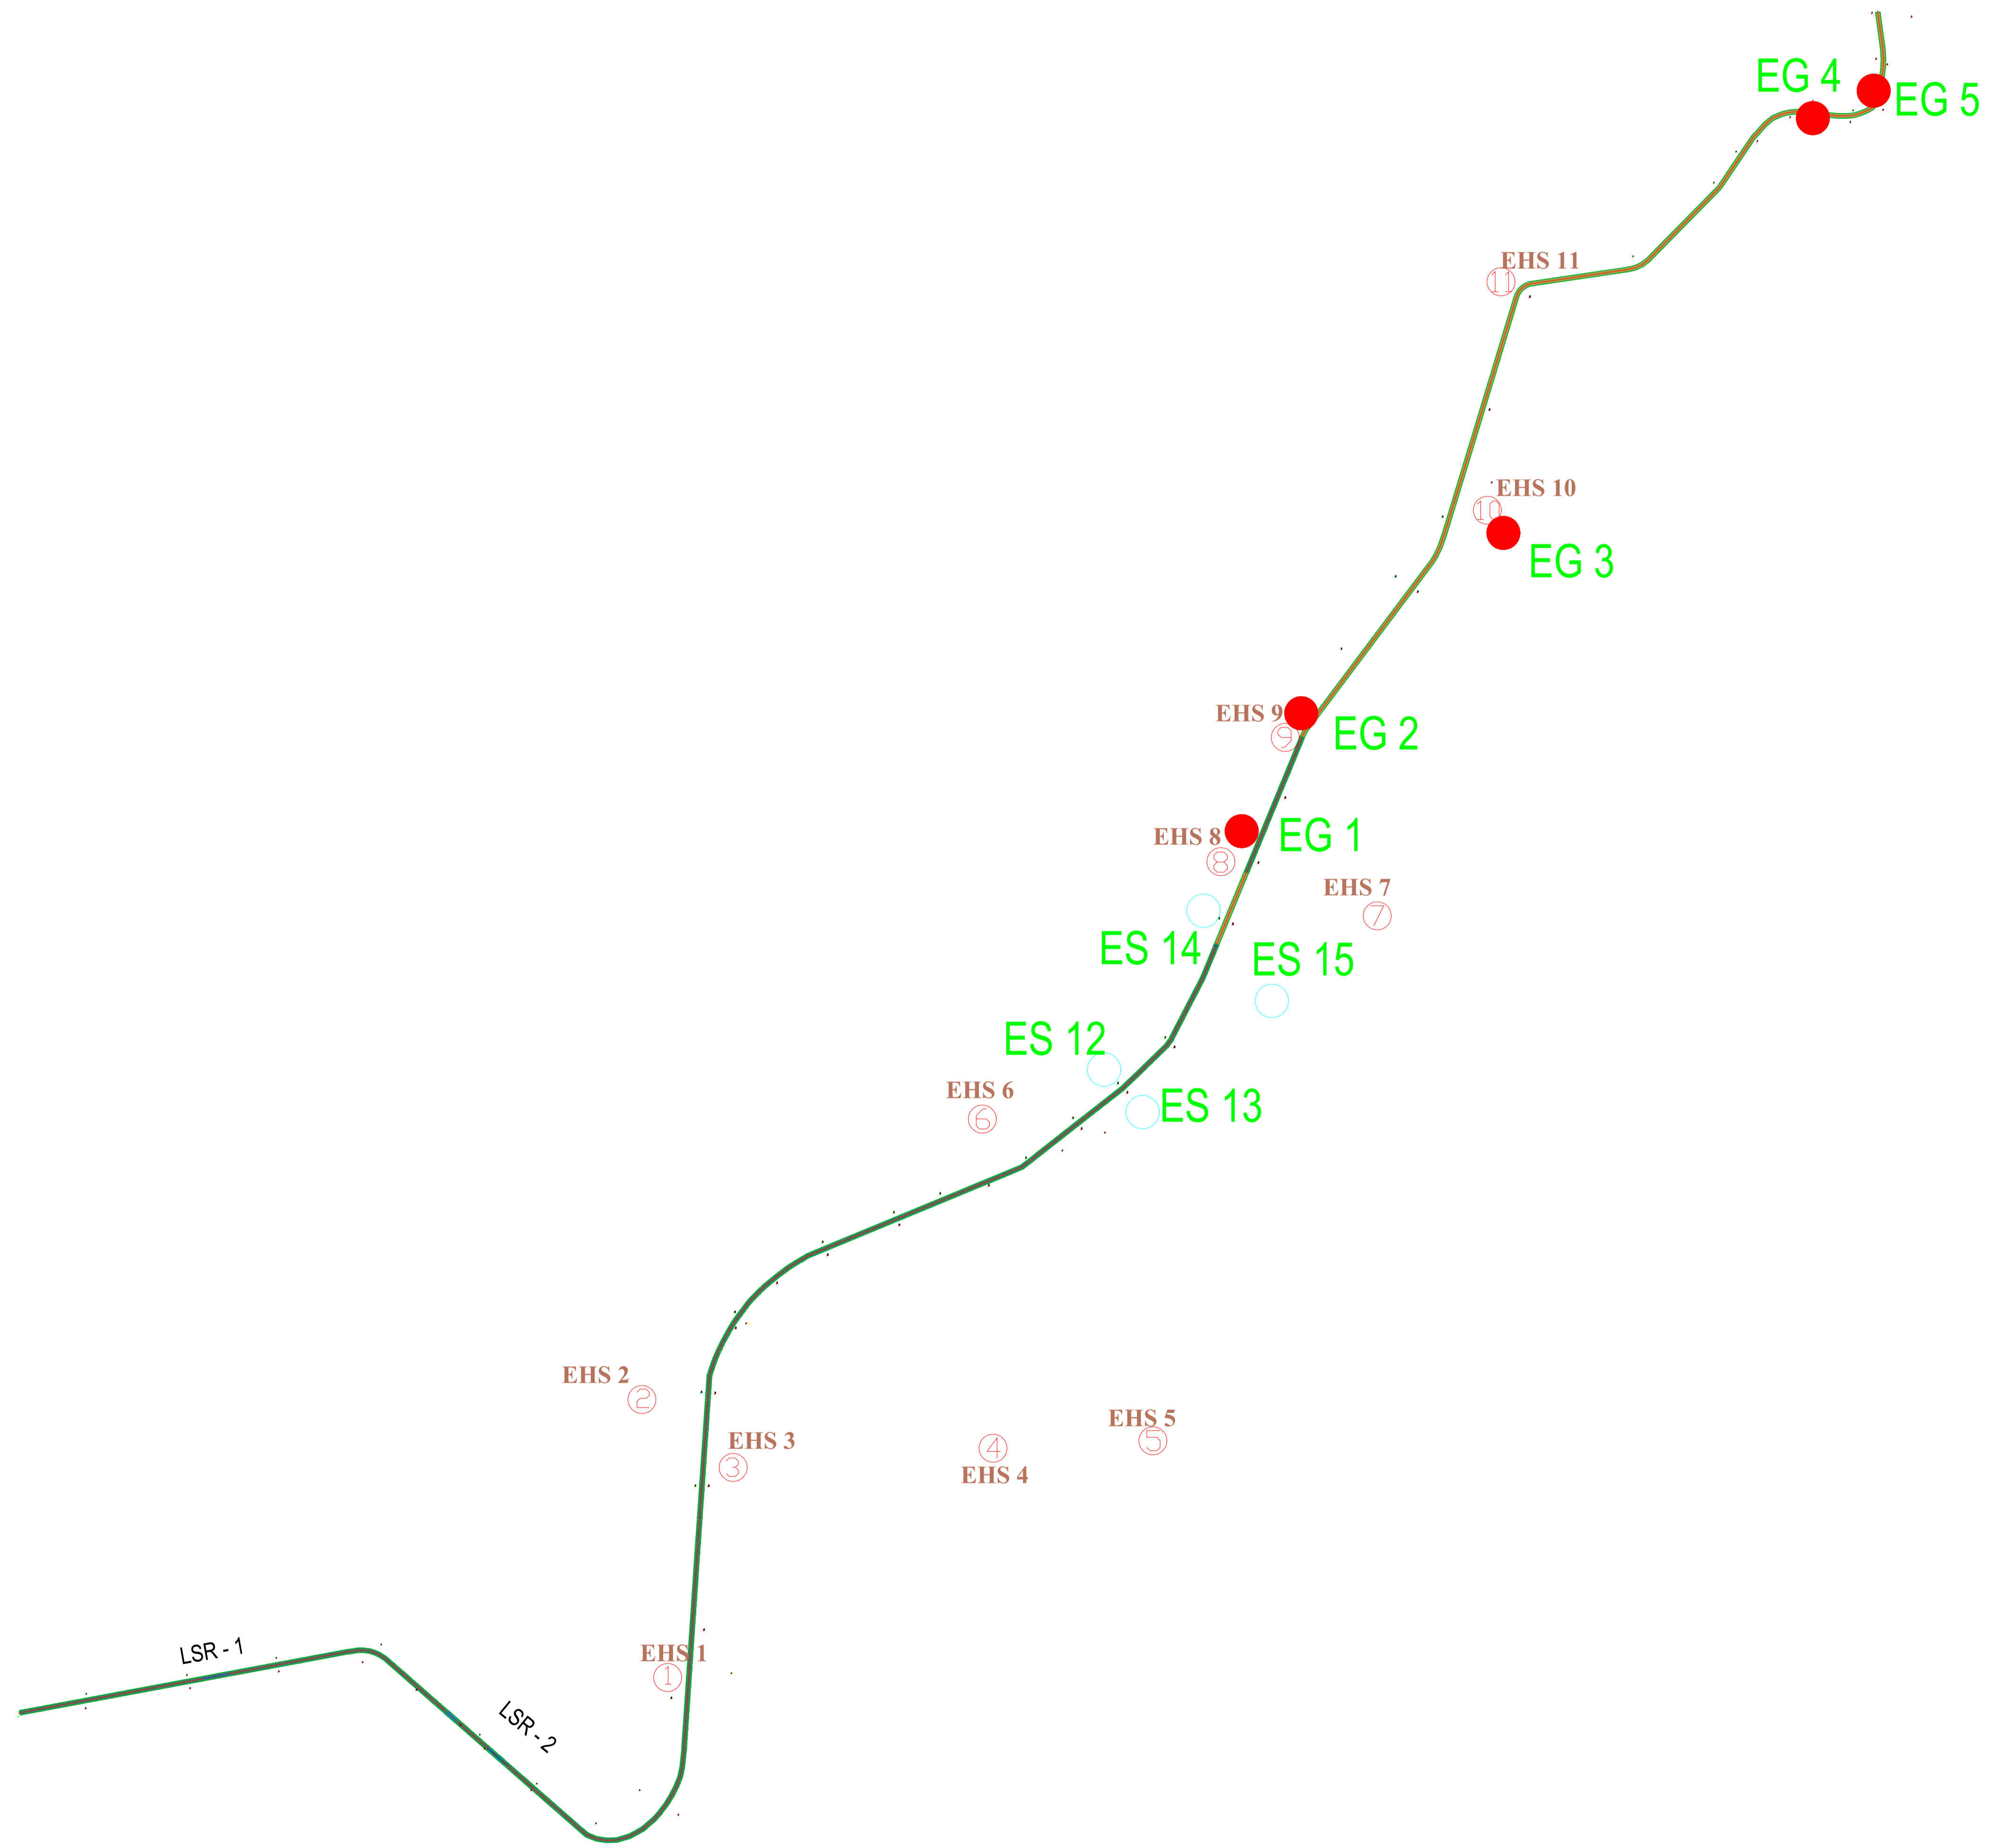 EG 4
EG 5
EHS 11
11
EHS 10
10
EG 3
EHS 9
9
EG 2
EHS 8
8
EG 1
EHS 7
7
ES 14
ES 15
ES 12
ES 13
EHS 6
6
EHS 2
2
EHS 3
3
EHS 5
5
4
EHS 4
EHS 1
1
LSR - 1
LSR - 2